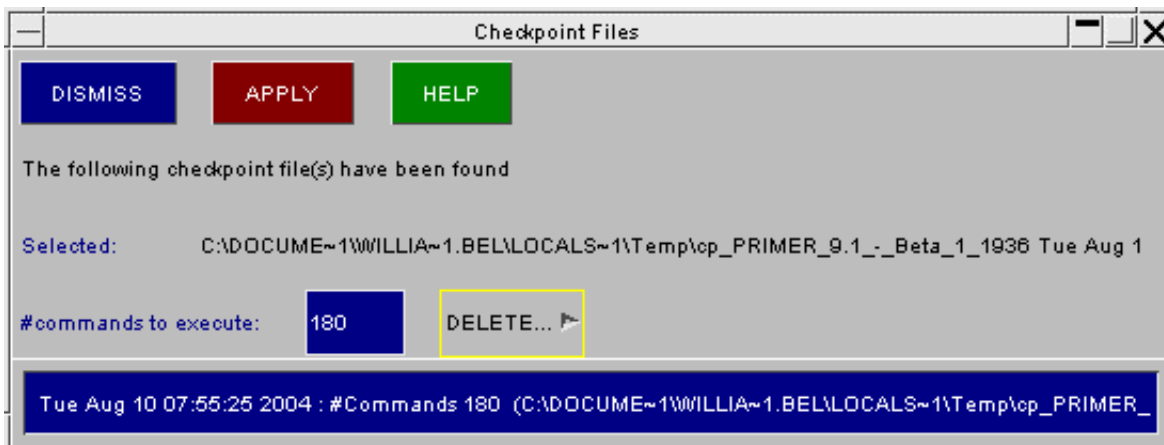 Checkpoint Files
DISMISS APPLY HELP
The following checkpoint file(s) have been found
Selected: C:\DOCUME~1\WILLIA~1.BEL\LOCALS~1\Temp\cp_PRIMER_9.1_-_Beta_1_1936 Tue Aug 1
#commands to execute: 180 DELETE...
Tue Aug 10 07:55:25 2004 : #Commands 180 (C:\DOCUME~1\WILLIA~1.BEL\LOCALS~1\Temp\cp_PRIMER_